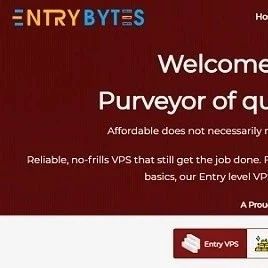 ENTRYBYTES
Ho
Welcome
Purveyor of qu
Affordable does not necessarily
Reliable, no-frills VPS that still get the job done.
basics, our Entry level VP
A Prou
Entry VPS